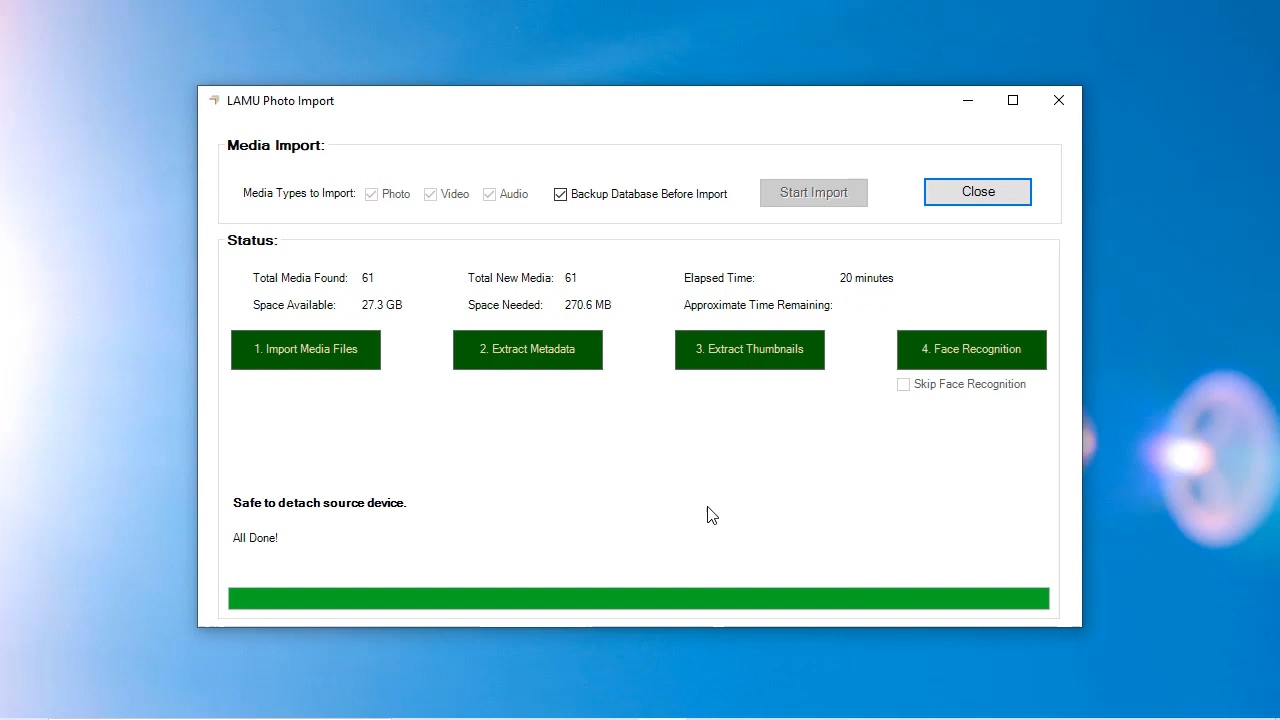 LAMU Photo Import
Media Import:
Media Types to Import: Photo Video Audio Backup Database Before Import Start Import Close
Status:
Total Media Found: 61 Total New Media: 61 Elapsed Time: 20 minutes
Space Available: 27.3 GB Space Needed: 270.6 MB Approximate Time Remaining:
1. Import Media Files 2. Extract Metadata 3. Extract Thumbnails 4. Face Recognition
Skip Face Recognition
Safe to detach source device.
All Done!